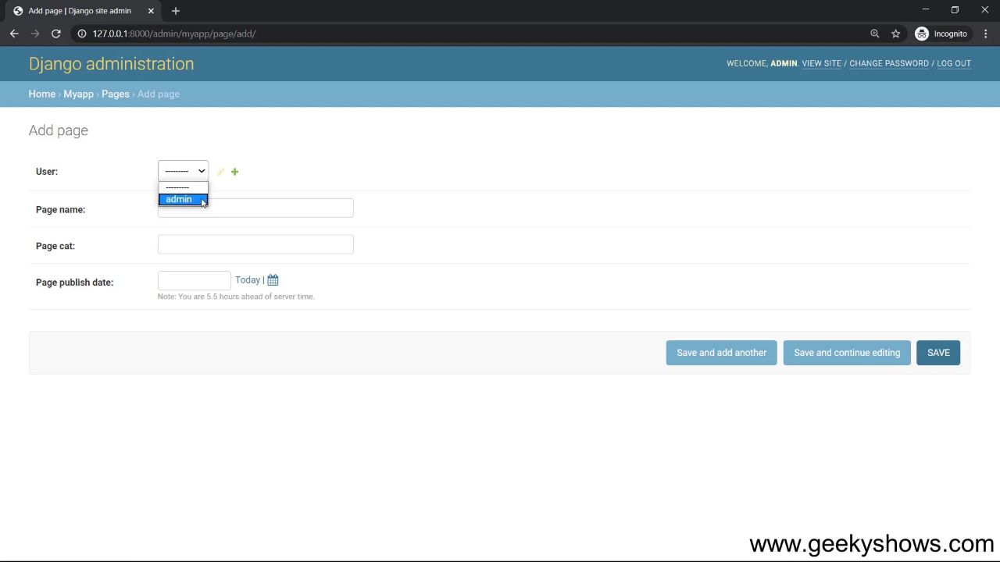 Add page | Django site admin
127.0.0.1:8000/admin/myapp/page/add/
Incognito
Django administration
WELCOME, ADMIN. VIEW SITE / CHANGE PASSWORD / LOG OUT
Home › Myapp › Pages › Add page
Add page
User:
---------
---------
admin
Page name:
Page cat:
Page publish date:
Today |
Note: You are 5.5 hours ahead of server time.
Save and add another
Save and continue editing
SAVE
www.geekyshows.com